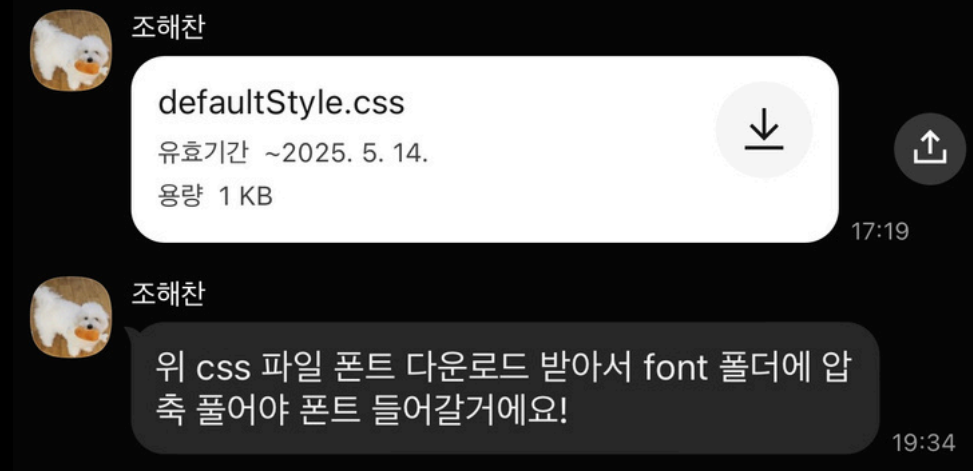 조해찬
defaultStyle.css
유효기간 ~2025. 5. 14.
용량 1 KB
17:19
조해찬
위 css 파일 폰트 다운로드 받아서 font 폴더에 압
축 풀어야 폰트 들어갈거에요!
19:34